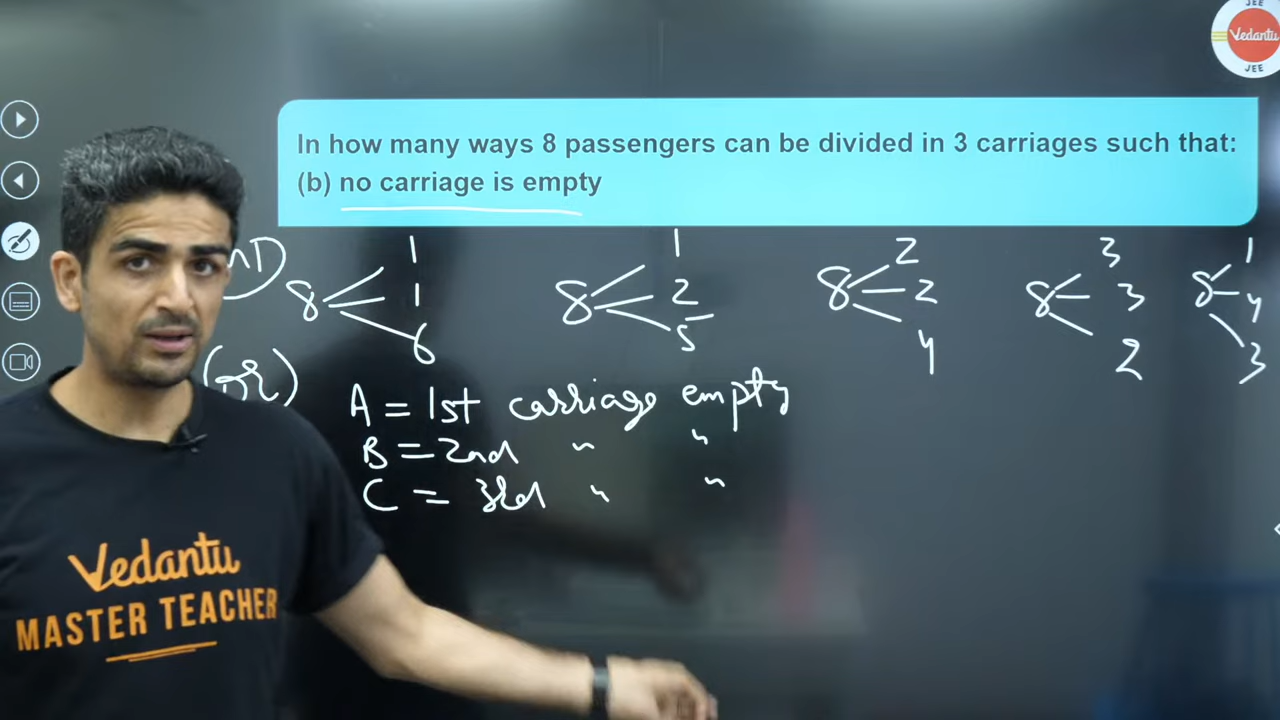 JEE
Vedantu
JEE
In how many ways 8 passengers can be divided in 3 carriages such that:
(b) no carriage is empty
8 1 1 6
8 1 2 5
8 2 2 4
8 3 3 2
8 1 4 3
(or)
A = 1st carriage empty
B = 2nd " "
C = 3rd " "
Vedantu
MASTER TEACHER